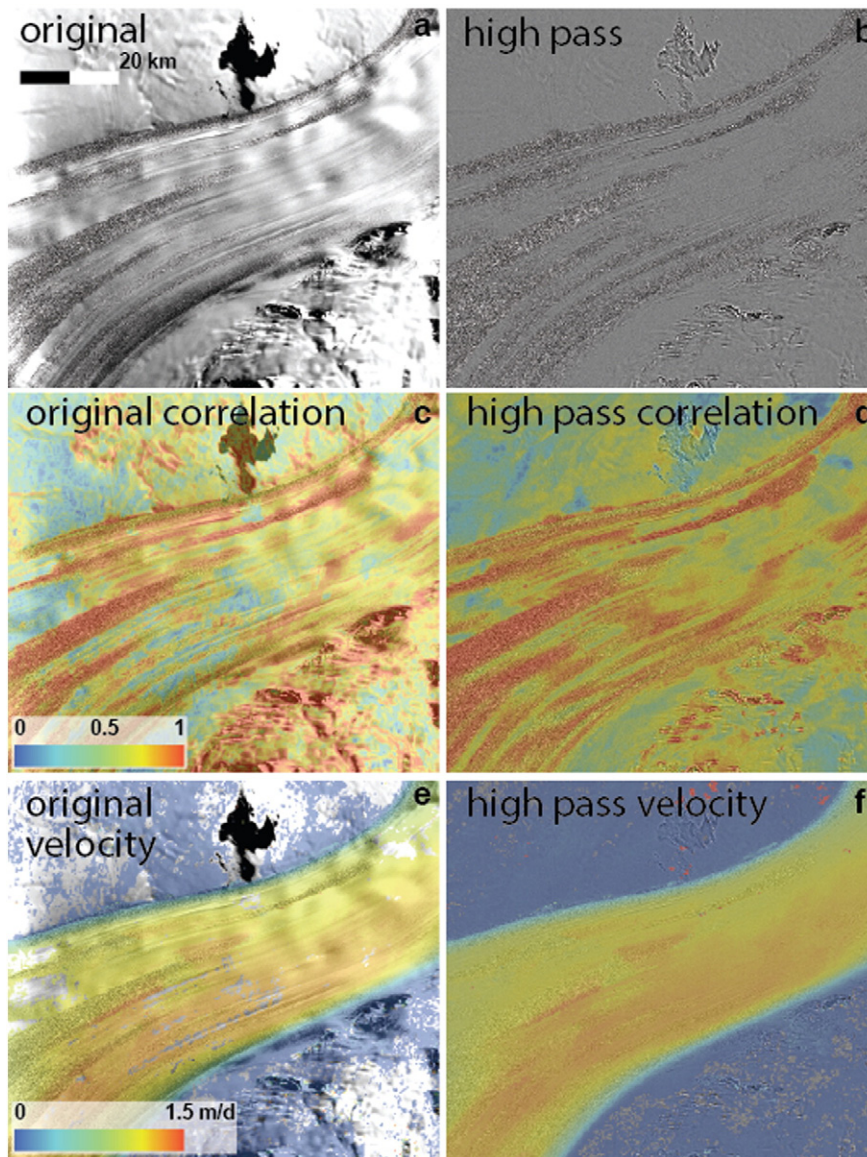 original
a
20 km
high pass
b
original correlation
c
0
0.5
1
high pass correlation
d
original
velocity
e
0
1.5 m/d
high pass velocity
f